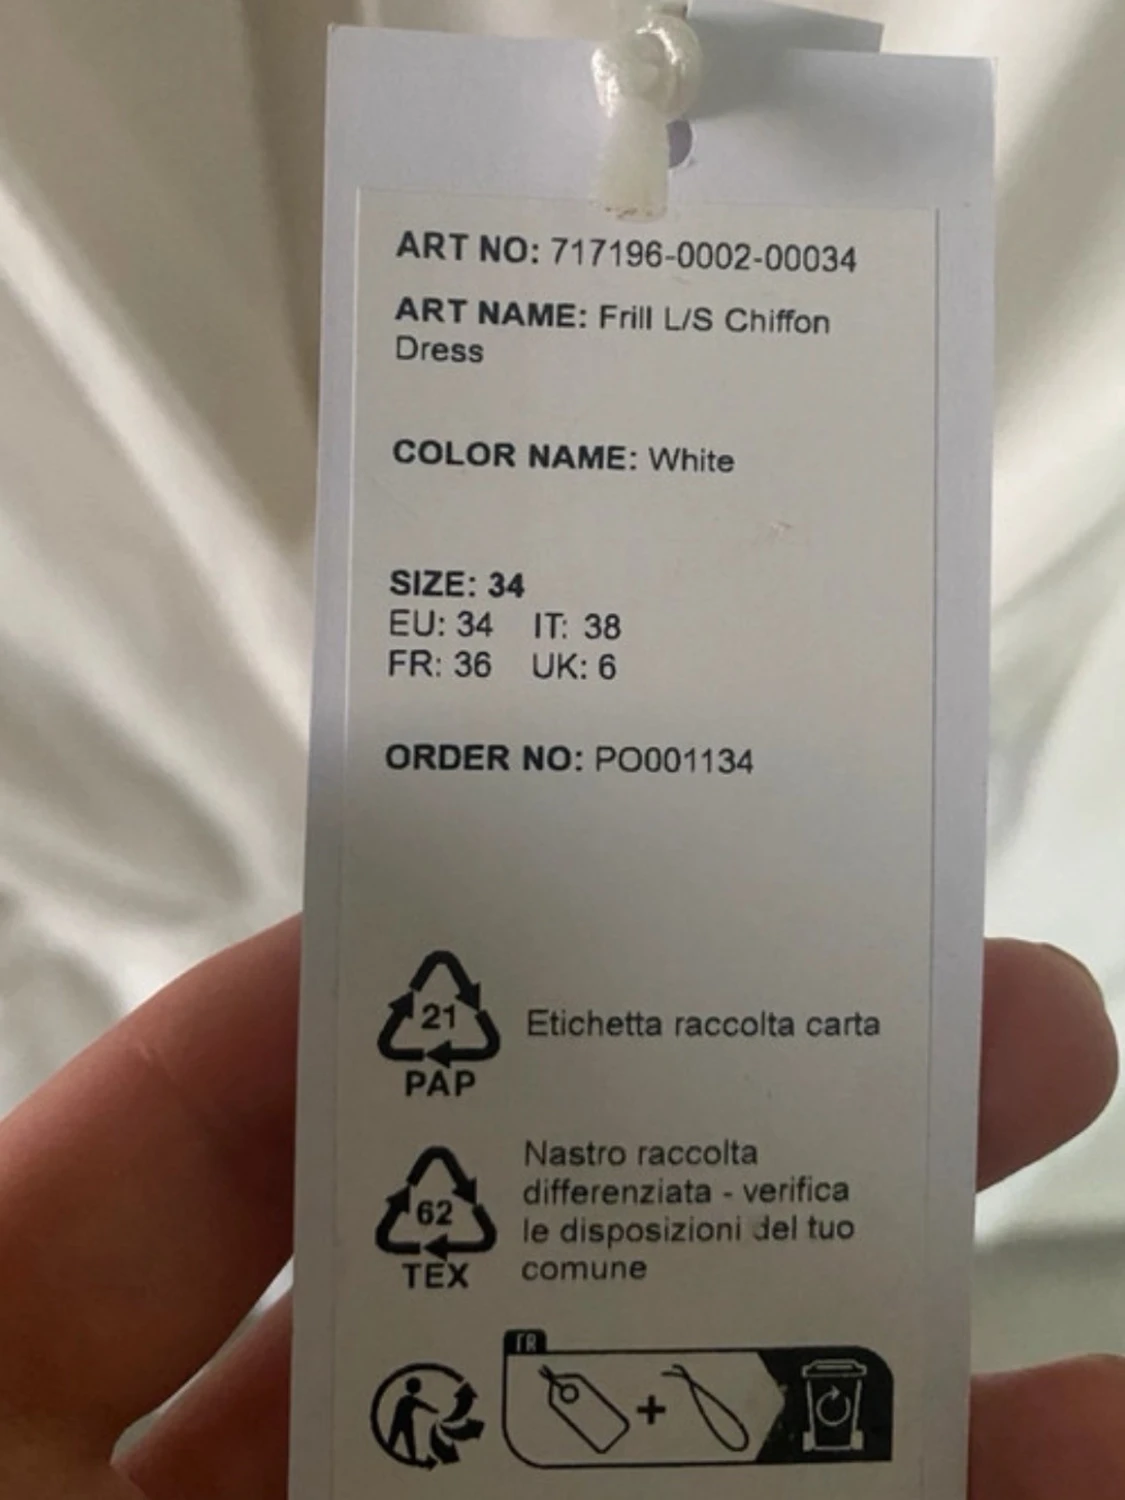 ART NO: 717196-0002-00034
ART NAME: Frill L/S Chiffon
Dress
COLOR NAME: White
SIZE: 34
EU: 34 IT: 38
FR: 36 UK: 6
ORDER NO: PO001134
21
PAP
Etichetta raccolta carta
62
TEX
Nastro raccolta
differenziata - verifica
le disposizioni del tuo
comune
FR
+